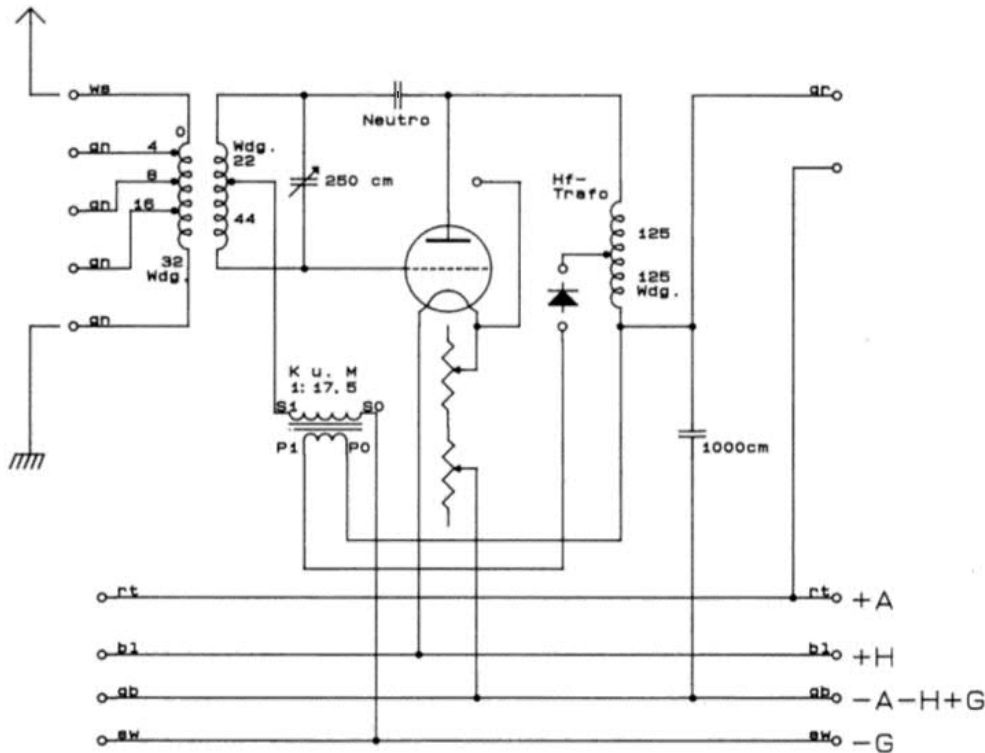 ws
gr
Neutro
0
gn 4
Wdg.
22
8
250 cm
Hf-
Trafo
gn 16
44
125
gn
32
Wdg.
125
Wdg.
gn
K u. M
1: 17.5
S1
S0
P1
P0
1000cm
rt
rt
+A
bl
bl
+H
gb
gb
-A-H+G
sw
sw
-G